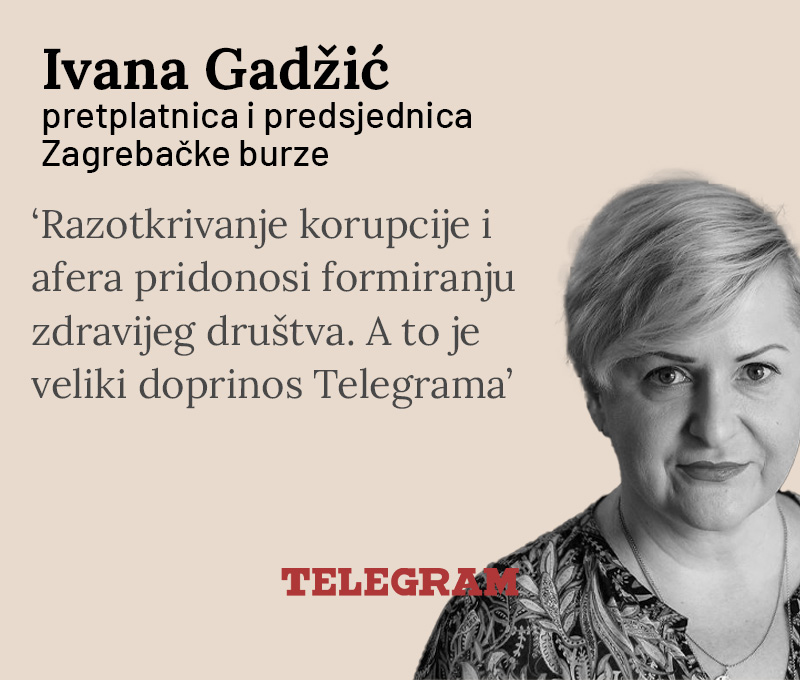 Ivana Gadžić
pretplatnica i predsjednica
Zagrebačke burze
‘Razotkrivanje korupcije i
afera pridonosi formiranju
zdravijeg društva. A to je
veliki doprinos Telegrama’
TELEGRAM